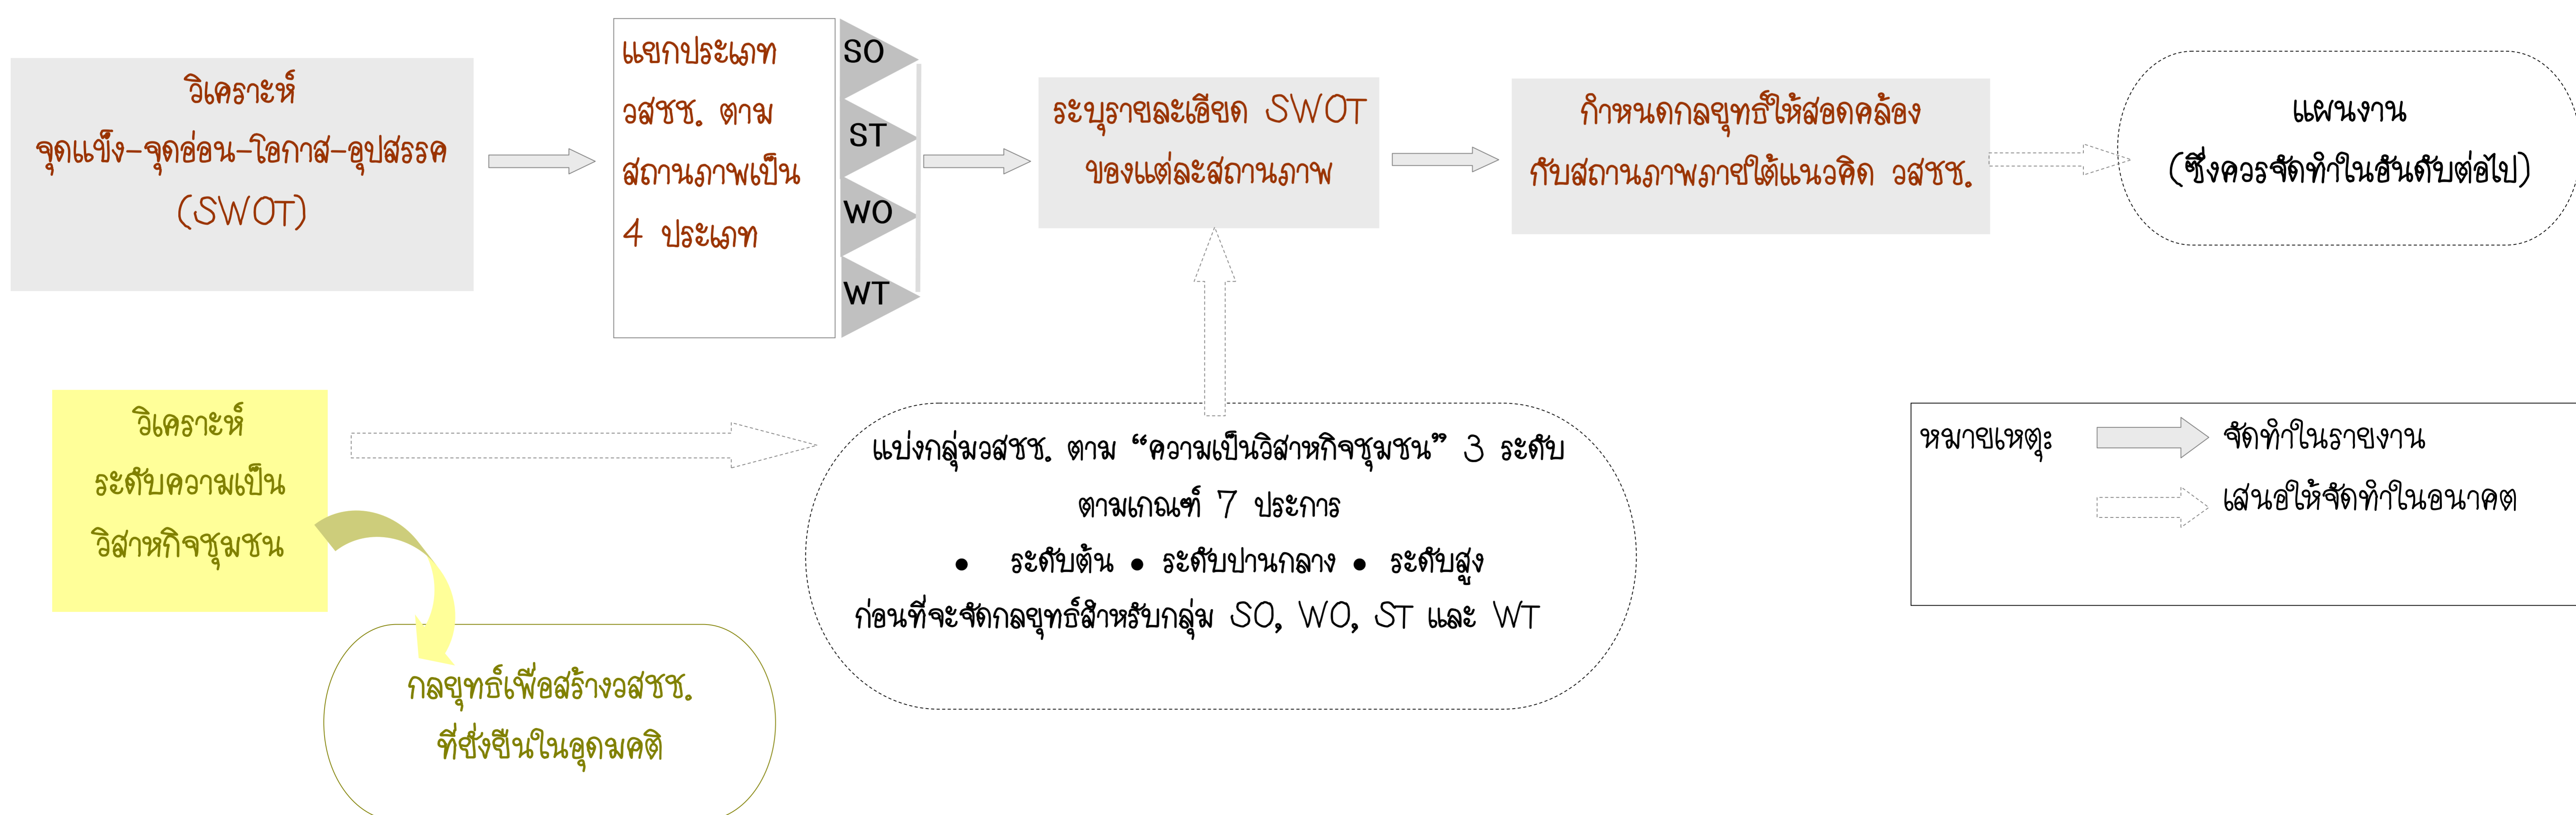 วิเคราะห์
จุดแข็ง-จุดอ่อน-โอกาส-อุปสรรค
(SWOT)
แยกประเภท
วสชช. ตาม
สถานภาพเป็น
4 ประเภท
SO
ST
WO
WT
ระบุรายละเอียด SWOT
ของแต่ละสถานภาพ
กำหนดกลยุทธ์ให้สอดคล้อง
กับสถานภาพภายใต้แนวคิด วสชช.
แผนงาน
(ซึ่งควรจัดทำในอันดับต่อไป)
วิเคราะห์
ระดับความเป็น
วิสาหกิจชุมชน
แบ่งกลุ่มวสชช. ตาม “ความเป็นวิสาหกิจชุมชน” 3 ระดับ
ตามเกณฑ์ 7 ประการ
• ระดับต้น • ระดับปานกลาง • ระดับสูง
ก่อนที่จะจัดกลยุทธ์สำหรับกลุ่ม SO, WO, ST และ WT
หมายเหตุ: จัดทำในรายงาน
เสนอให้จัดทำในอนาคต
กลยุทธ์เพื่อสร้างวสชช.
ที่ยั่งยืนในอุดมคติ